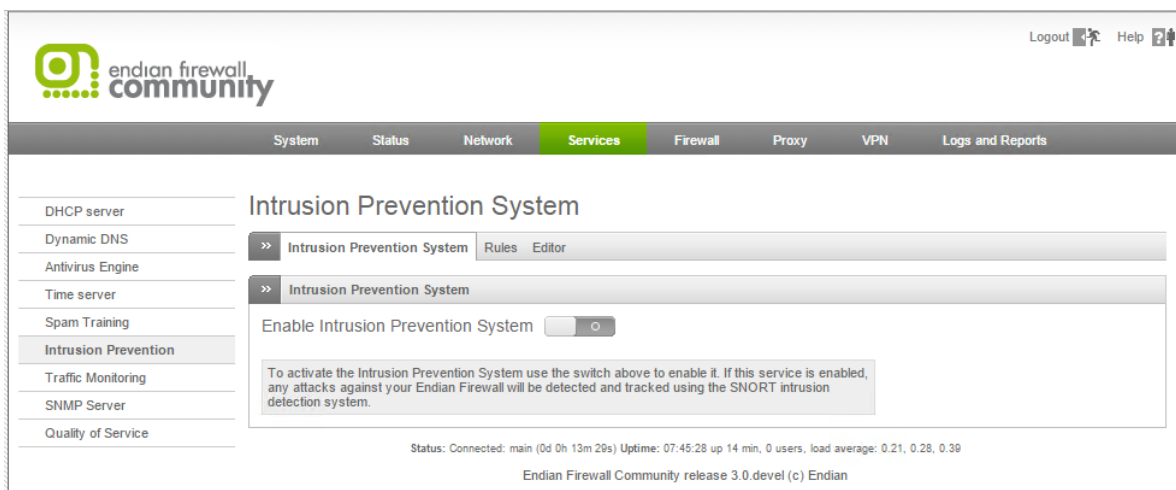 Logout Help
endian firewall
community
System Status Network Services Firewall Proxy VPN Logs and Reports
DHCP server
Dynamic DNS
Antivirus Engine
Time server
Spam Training
Intrusion Prevention
Traffic Monitoring
SNMP Server
Quality of Service
Intrusion Prevention System
>> Intrusion Prevention System Rules Editor
>> Intrusion Prevention System
Enable Intrusion Prevention System
To activate the Intrusion Prevention System use the switch above to enable it. If this service is enabled,
any attacks against your Endian Firewall will be detected and tracked using the SNORT intrusion
detection system.
Status: Connected: main (0d 0h 13m 29s) Uptime: 07:45:28 up 14 min, 0 users, load average: 0.21, 0.28, 0.39
Endian Firewall Community release 3.0.devel (c) Endian